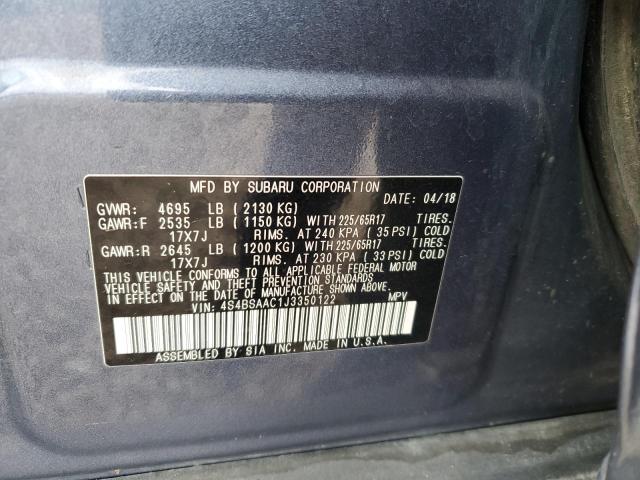 MFD BY SUBARU CORPORATION
DATE: 04/18
GVWR: 4695 LB (2130 KG)
GAWR:F 2535 LB (1150 KG) WITH 225/65R17 TIRES.
17X7J RIMS. AT 240 KPA (35 PSI) COLD
GAWR:R 2645 LB (1200 KG) WITH 225/65R17 TIRES.
17X7J RIMS. AT 230 KPA (33 PSI) COLD
THIS VEHICLE CONFORMS TO ALL APPLICABLE FEDERAL MOTOR
VEHICLE SAFETY AND THEFT PREVENTION STANDARDS
IN EFFECT ON THE DATE OF MANUFACTURE SHOWN ABOVE.
VIN: 4S4BSAAC1J3350122 MPV
ASSEMBLED BY SIA INC. MADE IN U.S.A.